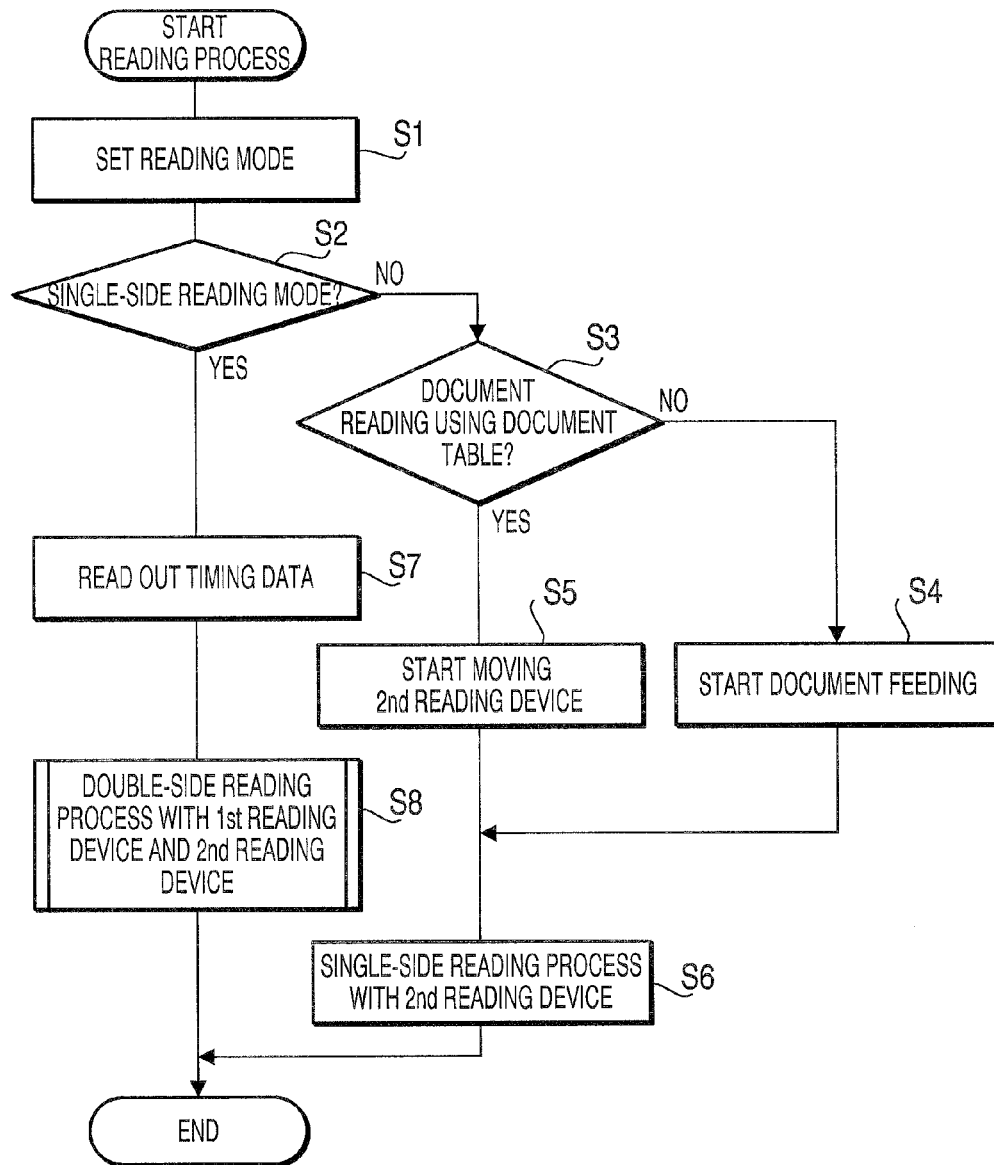 START
READING PROCESS
SET READING MODE
S1
SINGLE-SIDE READING MODE?
S2
NO
YES
DOCUMENT
READING USING DOCUMENT
TABLE?
S3
NO
YES
READ OUT TIMING DATA
S7
START MOVING
2nd READING DEVICE
S5
START DOCUMENT FEEDING
S4
DOUBLE-SIDE READING
PROCESS WITH 1st READING
DEVICE AND 2nd READING
DEVICE
S8
SINGLE-SIDE READING PROCESS
WITH 2nd READING DEVICE
S6
END